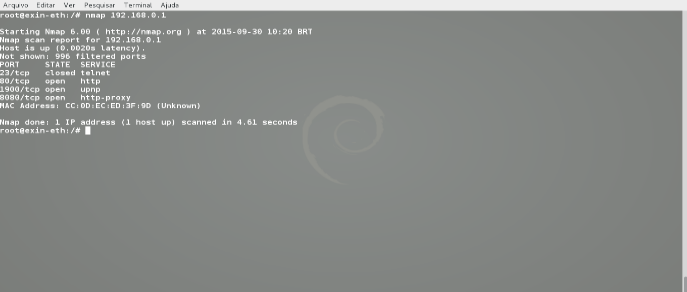 Arquivo Editar Ver Pesquisar Terminal Ajuda
root@exin-eth:/# nmap 192.168.0.1
Starting Nmap 6.00 ( http://nmap.org ) at 2015-09-30 10:20 BRT
Nmap scan report for 192.168.0.1
Host is up (0.0020s latency).
Not shown: 996 filtered ports
PORT STATE SERVICE
23/tcp closed telnet
80/tcp open http
1900/tcp open upnp
8080/tcp open http-proxy
MAC Address: CC:0D:EC:ED:3F:9D (Unknown)
Nmap done: 1 IP address (1 host up) scanned in 4.61 seconds
root@exin-eth:/#